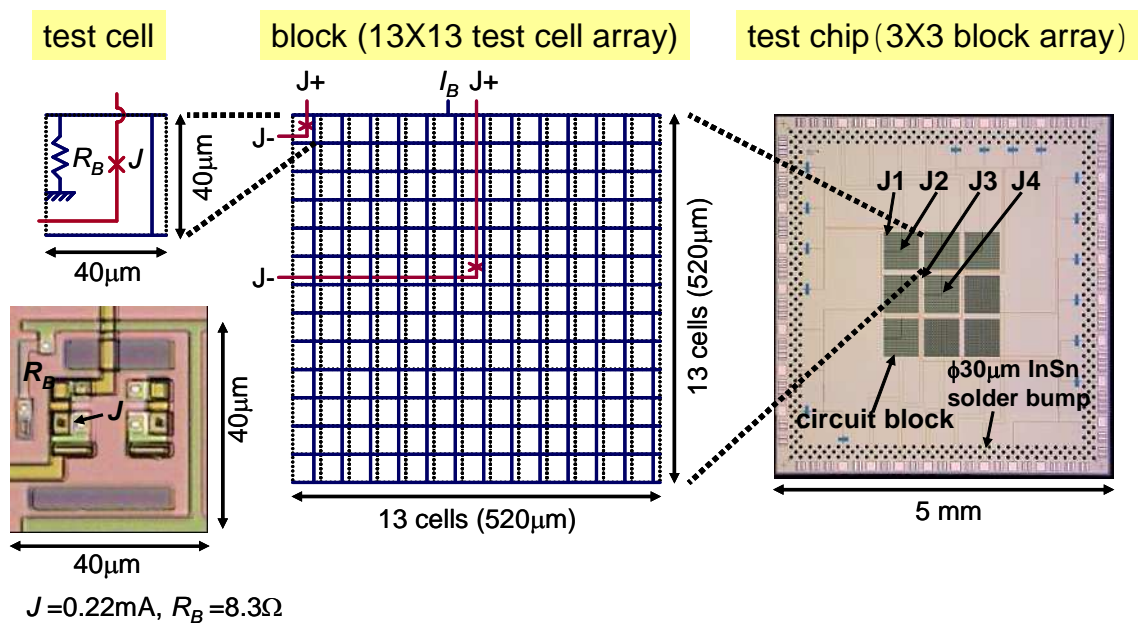 test cell
block (13X13 test cell array)
test chip (3X3 block array)
J+
I_B
J+
J-
R_B
J
40μm
40μm
J-
13 cells (520μm)
13 cells (520μm)
J1
J2
J3
J4
ϕ30μm InSn
solder bump
circuit block
5 mm
R_B
J
40μm
40μm
J =0.22mA, R_B =8.3Ω